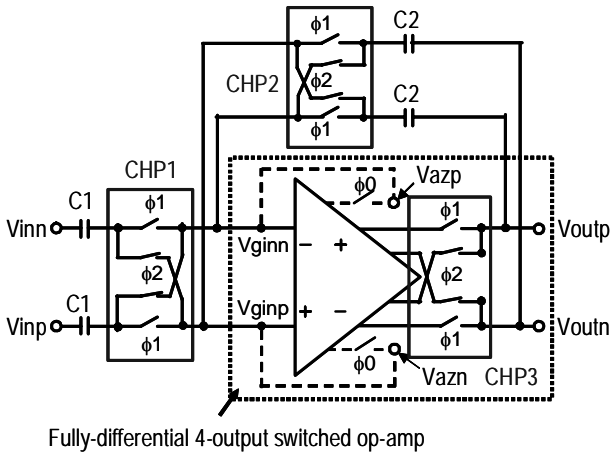 C2
ϕ1
CHP2
ϕ2
C2
ϕ1
CHP1
ϕ0
Vazp
C1
ϕ1
ϕ1
Vinn
Vginn
−
+
Voutp
ϕ2
ϕ2
C1
Vginp
Vinp
+
−
Voutn
ϕ1
ϕ0
ϕ1
Vazn
CHP3
Fully-differential 4-output switched op-amp